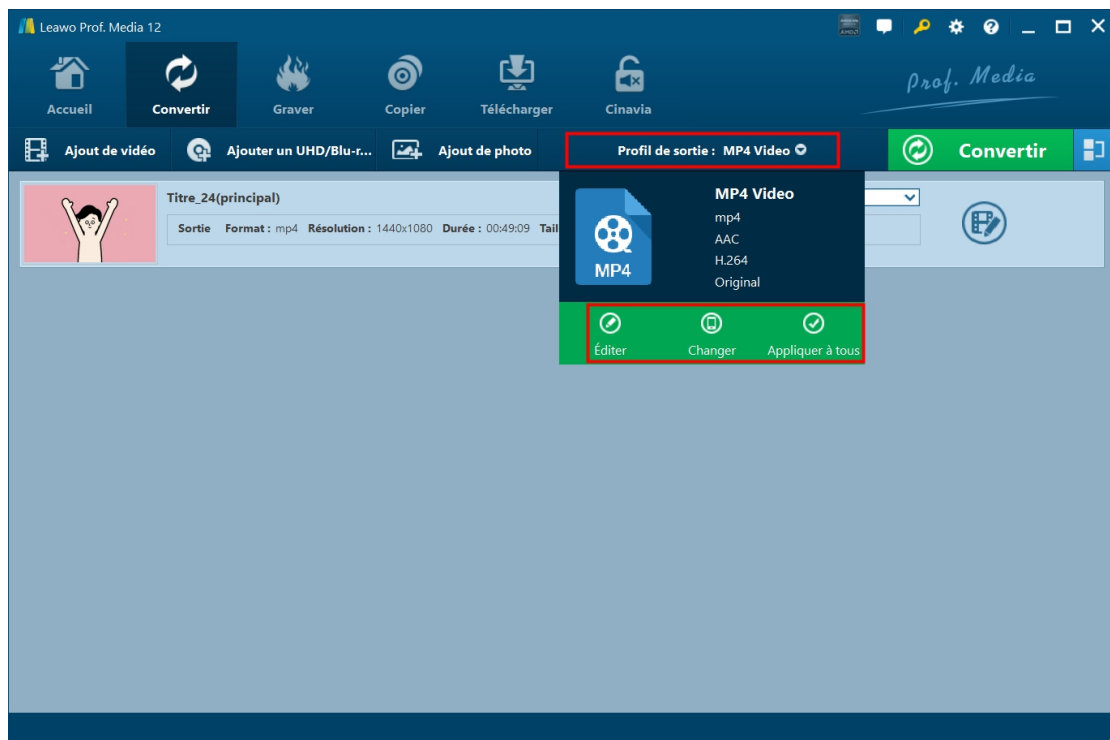 Leawo Prof. Media 12
Accueil Convertir Graver Copier Télécharger Cinavia
Prof. Media
Ajout de vidéo Ajouter un UHD/Blu-r... Ajout de photo Profil de sortie : MP4 Video Convertir
Titre_24(principal)
Sortie Format : mp4 Résolution : 1440x1080 Durée : 00:49:09 Tail
MP4
MP4 Video
mp4
AAC
H.264
Original
Éditer Changer Appliquer à tous